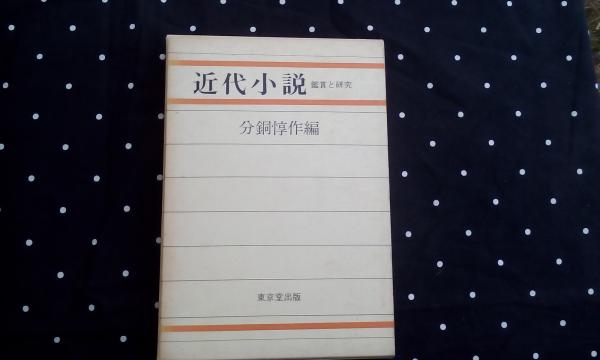 近代小説 鑑賞と研究
分銅惇作編
東京堂出版